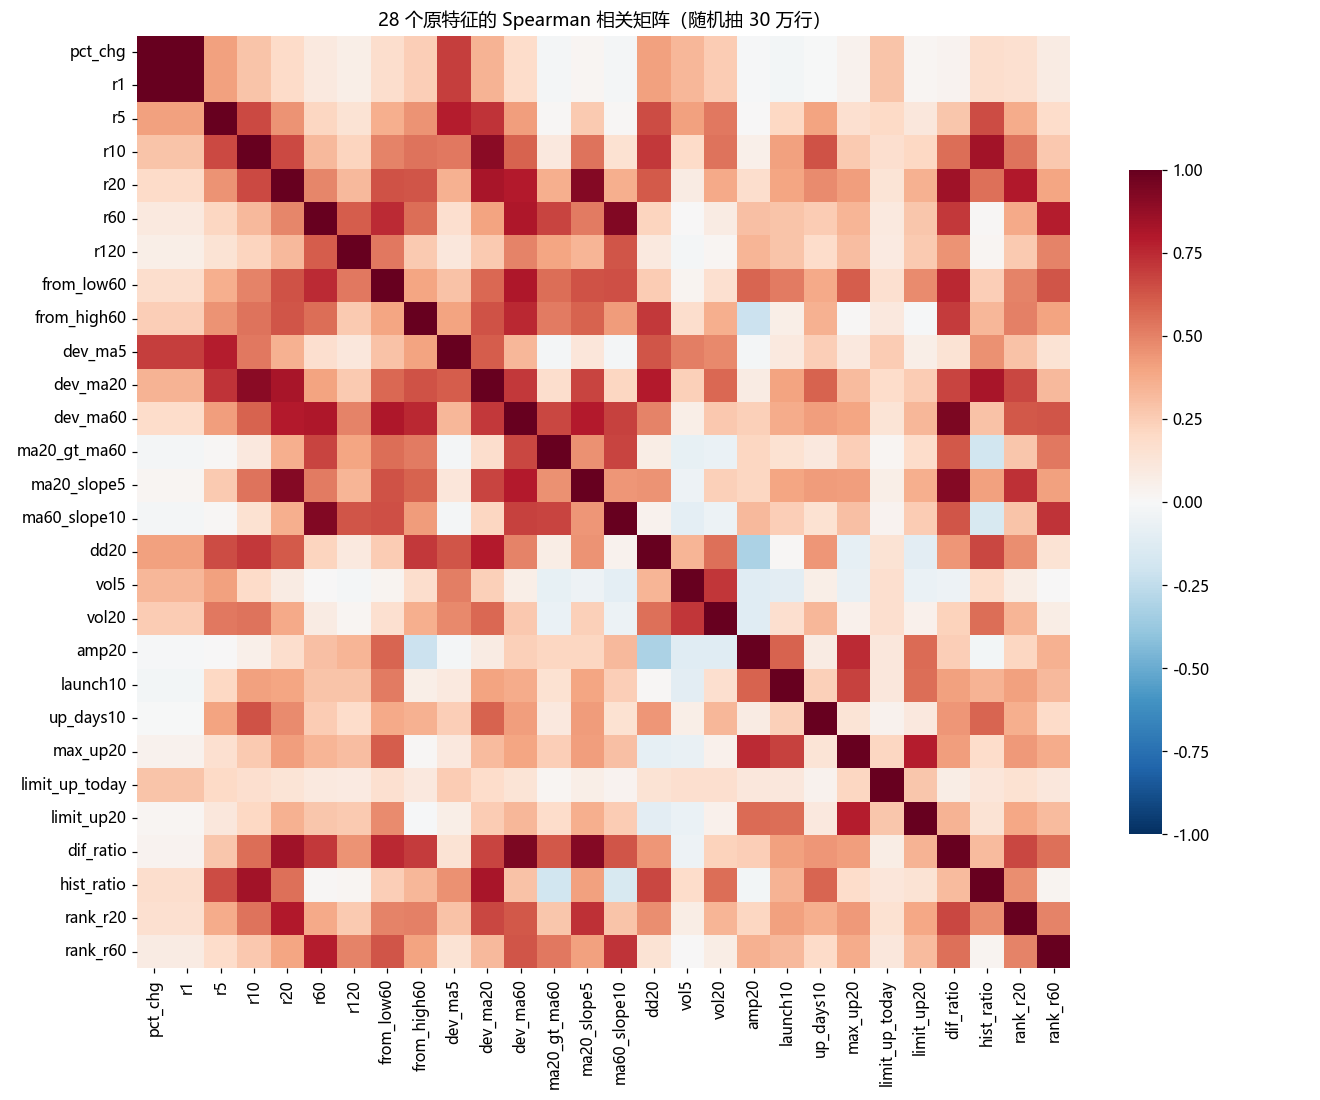 28 个原特征的 Spearman 相关矩阵（随机抽 30 万行）
pct_chg
r1
r5
r10
r20
r60
r120
from_low60
from_high60
dev_ma5
dev_ma20
dev_ma60
ma20_gt_ma60
ma20_slope5
ma60_slope10
dd20
vol5
vol20
amp20
launch10
up_days10
max_up20
limit_up_today
limit_up20
dif_ratio
hist_ratio
rank_r20
rank_r60
pct_chg
r1
r5
r10
r20
r60
r120
from_low60
from_high60
dev_ma5
dev_ma20
dev_ma60
ma20_gt_ma60
ma20_slope5
ma60_slope10
dd20
vol5
vol20
amp20
launch10
up_days10
max_up20
limit_up_today
limit_up20
dif_ratio
hist_ratio
rank_r20
rank_r60
1.00
0.75
0.50
0.25
0.00
-0.25
-0.50
-0.75
-1.00